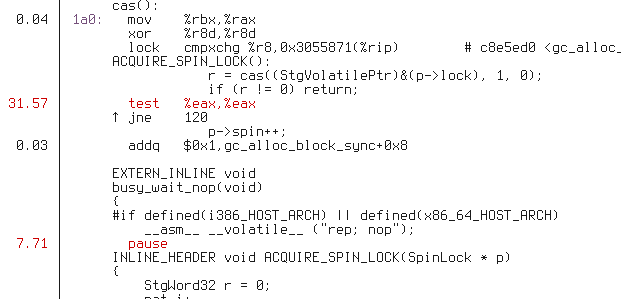 cas():
0.04 1a0: mov %rbx,%rax
xor %r8d,%r8d
lock cmpxchg %r8,0x3055871(%rip) # c8e5ed0 <gc_alloc_
ACQUIRE_SPIN_LOCK():
r = cas((StgVolatilePtr)&(p->lock), 1, 0);
if (r != 0) return;
31.57 test %eax,%eax
↑ jne 120
p->spin++;
0.03 addq $0x1,gc_alloc_block_sync+0x8
EXTERN_INLINE void
busy_wait_nop(void)
{
#if defined(i386_HOST_ARCH) || defined(x86_64_HOST_ARCH)
__asm__ __volatile__ ("rep; nop");
7.71 pause
INLINE_HEADER void ACQUIRE_SPIN_LOCK(SpinLock * p)
{
StgWord32 r = 0;